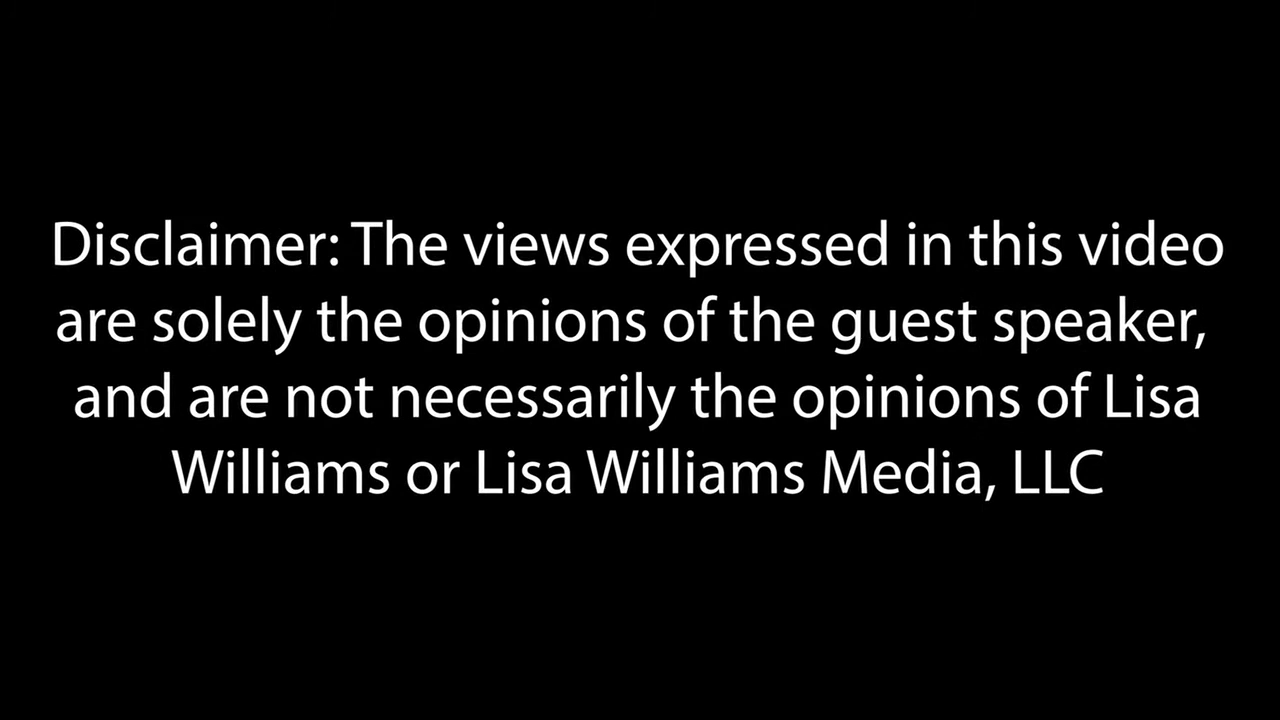 Disclaimer: The views expressed in this video
are solely the opinions of the guest speaker,
and are not necessarily the opinions of Lisa
Williams or Lisa Williams Media, LLC